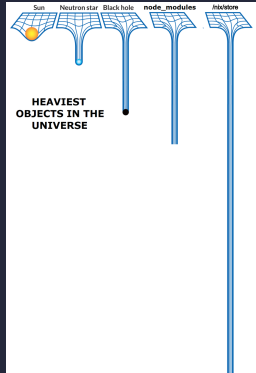 Sun Neutron star Black hole node_modules /nix/store
HEAVIEST
OBJECTS IN THE
UNIVERSE